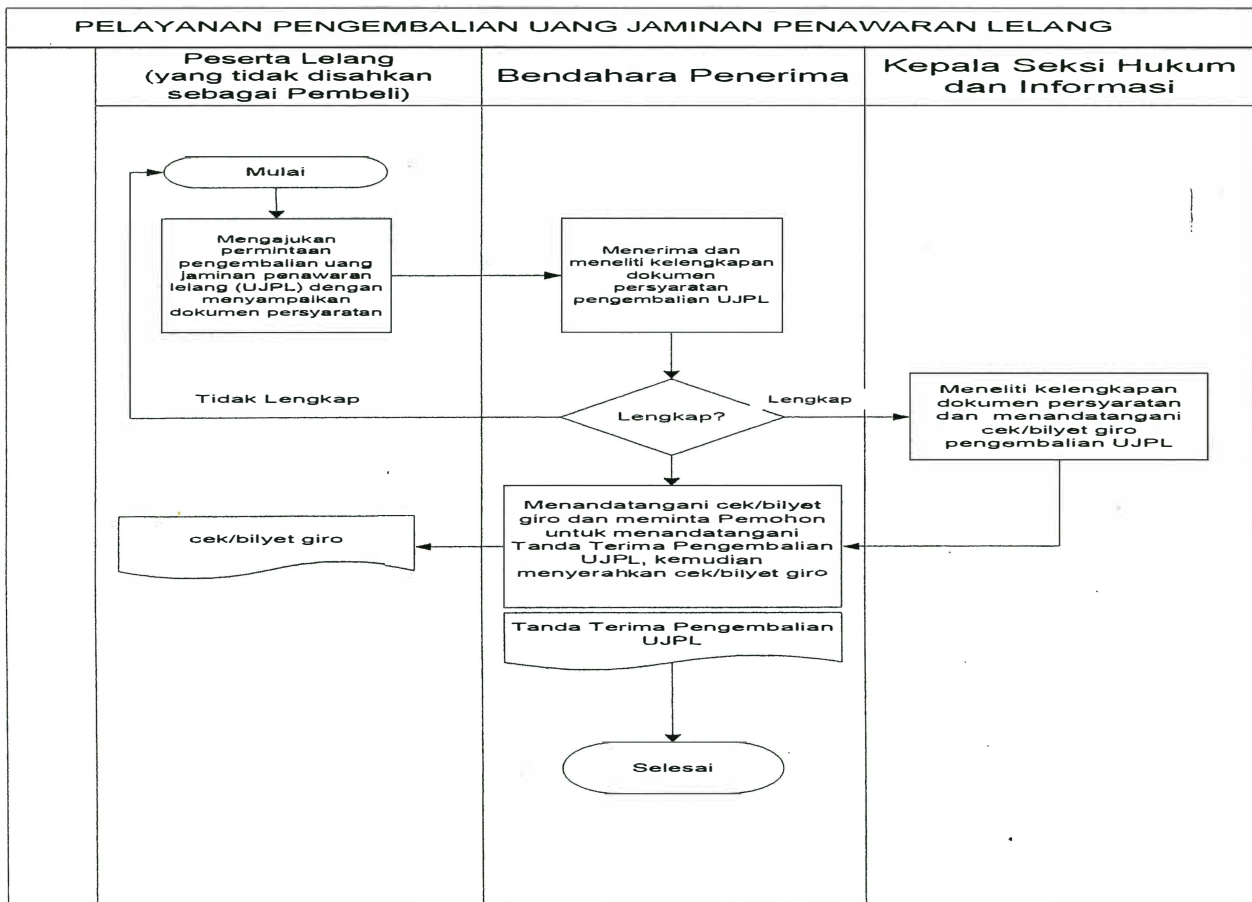 PELAYANAN PENGEMBALIAN UANG JAMINAN PENAWARAN LELANG
Peserta Lelang
(yang tidak disahkan
sebagai Pembeli)
Bendahara Penerima
Kepala Seksi Hukum
dan Informasi
Mulai
Mengajukan
permintaan
pengembalian uang
jaminan penawaran
lelang (UJPL) dengan
menyampaikan
dokumen persyaratan
Menerima dan
meneliti kelengkapan
dokumen
persyaratan
pengembalian UJPL
Tidak Lengkap
Lengkap?
Lengkap
Meneliti kelengkapan
dokumen persyaratan
dan menandatangani
cek/bilyet giro
pengembalian UJPL
Menandatangani cek/bilyet
giro dan meminta Pemohon
untuk menandatangani
Tanda Terima Pengembalian
UJPL, kemudian
menyerahkan cek/bilyet giro
cek/bilyet giro
Tanda Terima Pengembalian
UJPL
Selesai